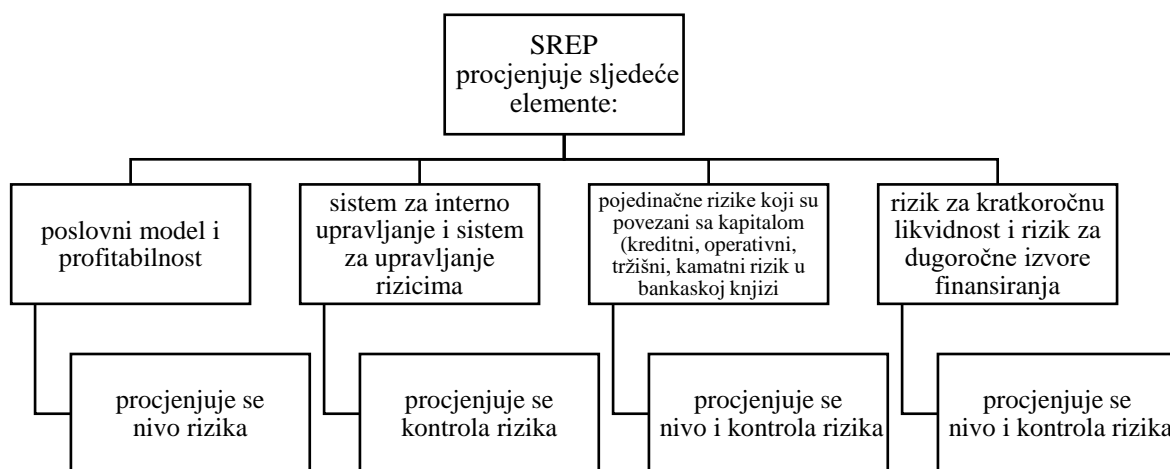 SREP
procjenjuje sljedeće
elemente:
poslovni model i
profitabilnost
sistem za interno
upravljanje i sistem
za upravljanje
rizicima
pojedinačne rizike koji su
povezani sa kapitalom
(kreditni, operativni,
tržišni, kamatni rizik u
bankaskoj knjizi
rizik za kratkoročnu
likvidnost i rizik za
dugoročne izvore
finansiranja
procjenjuje se
nivo rizika
procjenjuje se
kontrola rizika
procjenjuje se
nivo i kontrola rizika
procjenjuje se
nivo i kontrola rizika